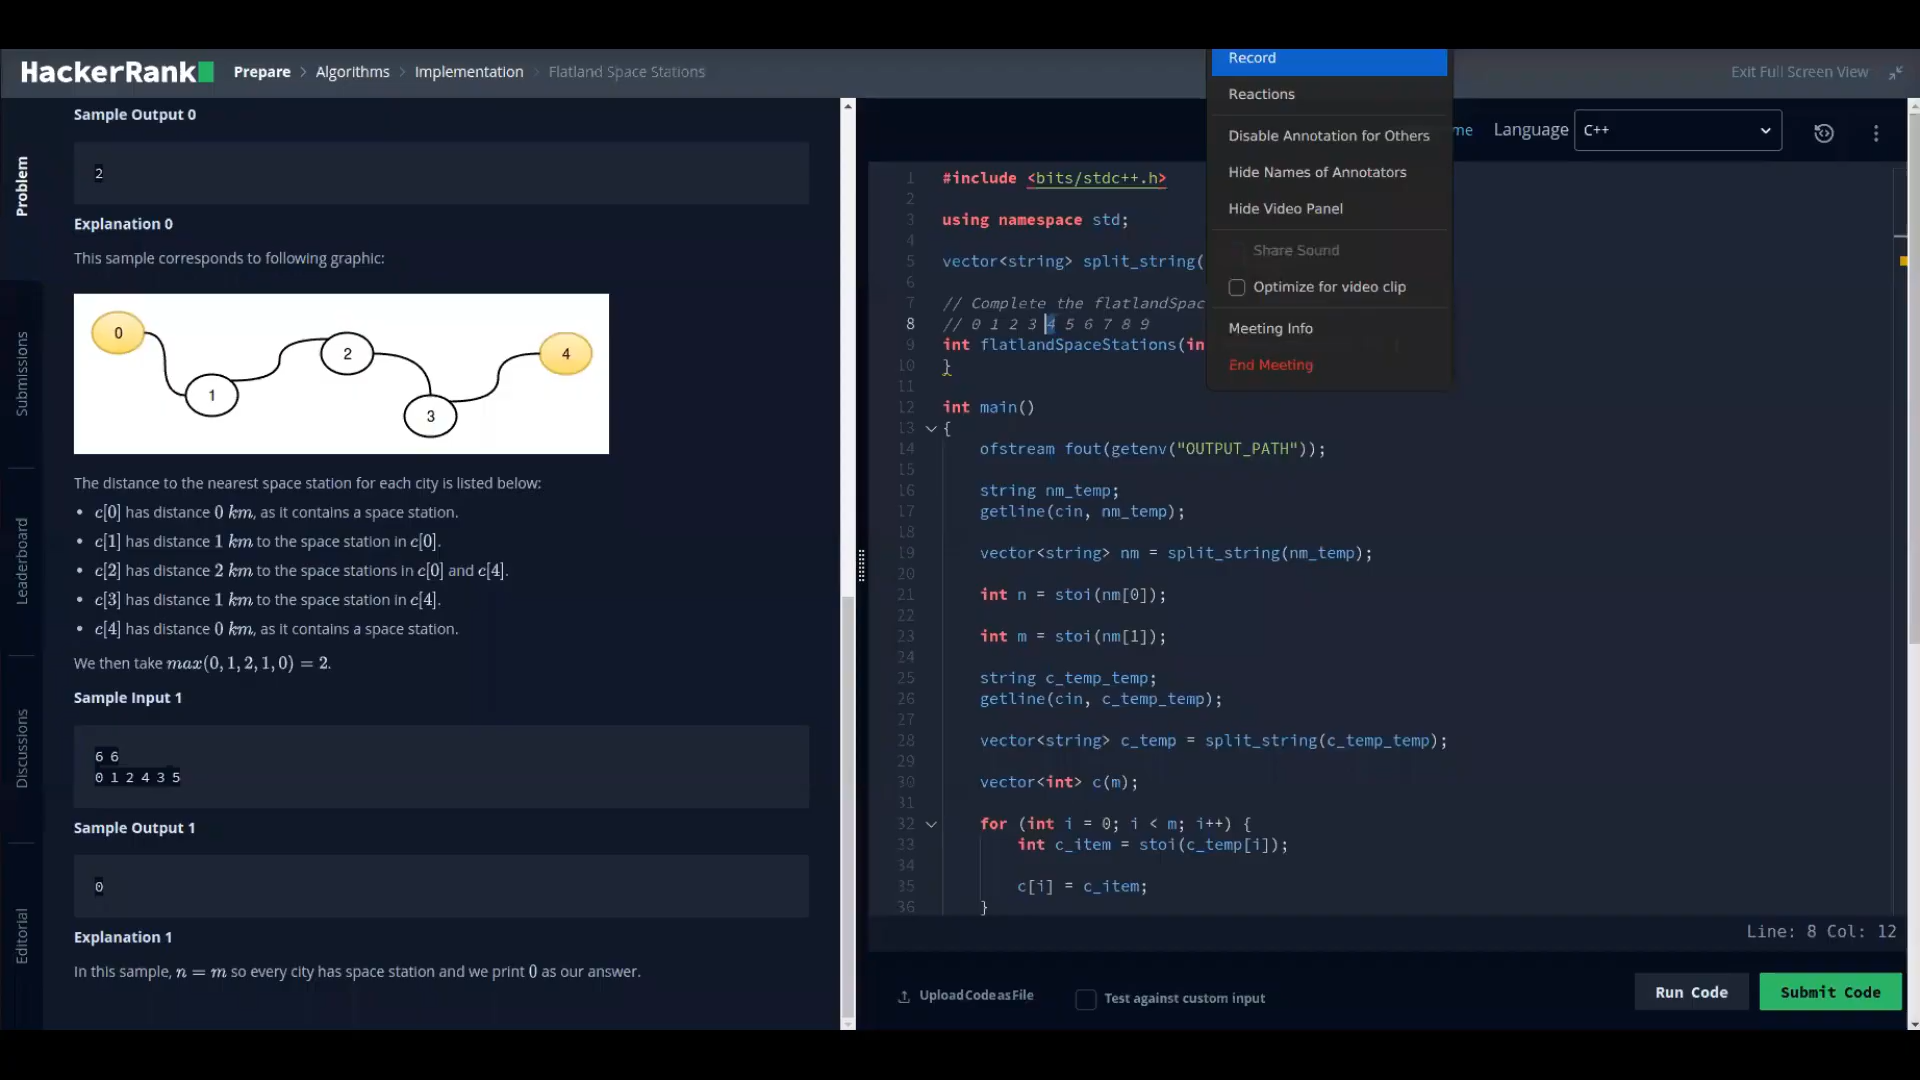 HackerRank
Prepare > Algorithms > Implementation > Flatland Space Stations
Exit Full Screen View
Problem
Submissions
Leaderboard
Discussions
Editorial
Sample Output 0
2
Explanation 0
This sample corresponds to following graphic:
0
1
2
3
4
The distance to the nearest space station for each city is listed below:
• c[0] has distance 0 km, as it contains a space station.
• c[1] has distance 1 km to the space station in c[0].
• c[2] has distance 2 km to the space stations in c[0] and c[4].
• c[3] has distance 1 km to the space station in c[4].
• c[4] has distance 0 km, as it contains a space station.
We then take max(0, 1, 2, 1, 0) = 2.
Sample Input 1
6 6
0 1 2 4 3 5
Sample Output 1
0
Explanation 1
In this sample, n = m so every city has space station and we print 0 as our answer.
Record
Reactions
Disable Annotation for Others
Hide Names of Annotators
Hide Video Panel
Share Sound
Optimize for video clip
Meeting Info
End Meeting
me Language C++
1 #include <bits/stdc++.h>
2
3 using namespace std;
4
5 vector<string> split_string(
6
7 // Complete the flatlandSpac
8 // 0 1 2 3 4 5 6 7 8 9
9 int flatlandSpaceStations(in
10 }
11
12 int main()
13 {
14 ofstream fout(getenv("OUTPUT_PATH"));
15
16 string nm_temp;
17 getline(cin, nm_temp);
18
19 vector<string> nm = split_string(nm_temp);
20
21 int n = stoi(nm[0]);
22
23 int m = stoi(nm[1]);
24
25 string c_temp_temp;
26 getline(cin, c_temp_temp);
27
28 vector<string> c_temp = split_string(c_temp_temp);
29
30 vector<int> c(m);
31
32 for (int i = 0; i < m; i++) {
33 int c_item = stoi(c_temp[i]);
34
35 c[i] = c_item;
36 }
Line: 8 Col: 12
Upload Code as File
Test against custom input
Run Code
Submit Code